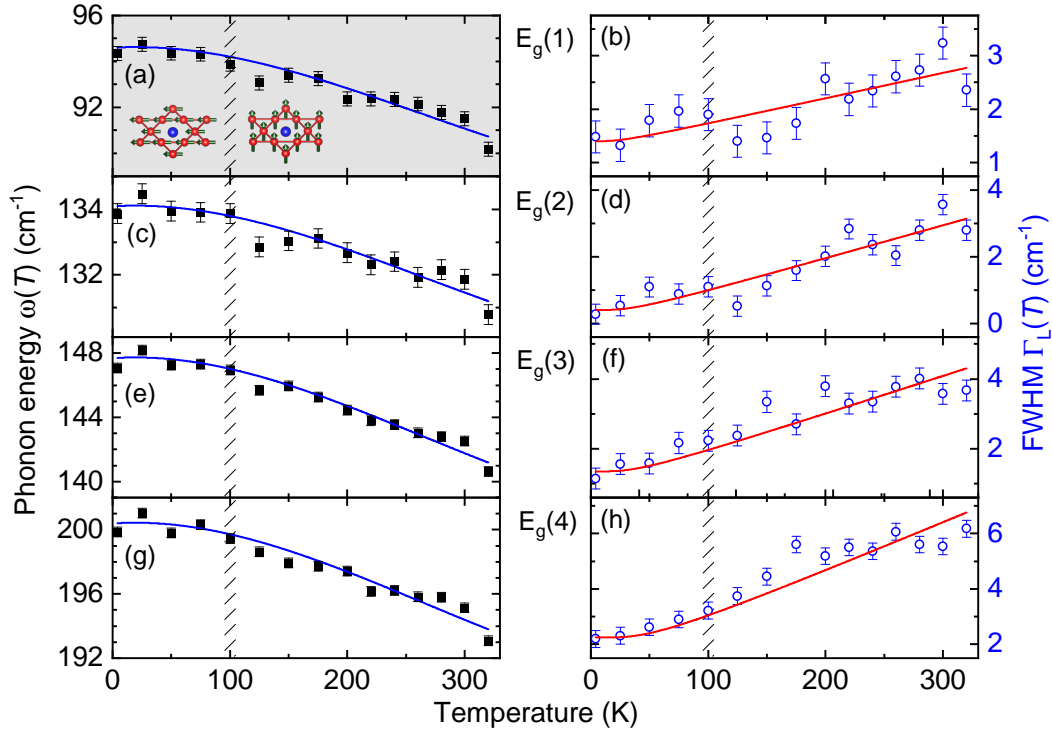 96
92
(a)
E_g(1)
(b)
3
2
1
134
132
(c)
E_g(2)
(d)
4
2
0
148
144
140
(e)
E_g(3)
(f)
4
2
200
196
192
(g)
E_g(4)
(h)
6
4
2
0 100 200 300
0 100 200 300
Temperature (K)
Phonon energy ω(T) (cm⁻¹)
FWHM Γ_L(T) (cm⁻¹)